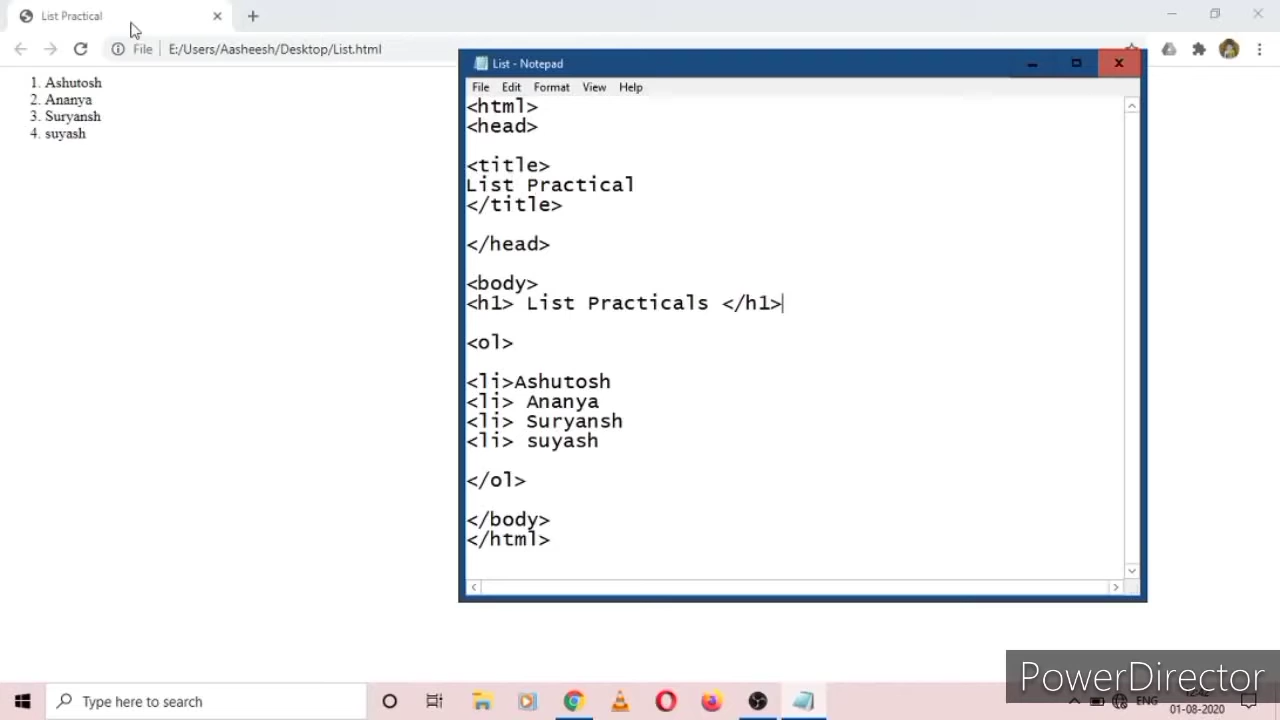 List Practical
File
E:/Users/Aasheesh/Desktop/List.html
1. Ashutosh
2. Ananya
3. Suryansh
4. suyash
List - Notepad
File Edit Format View Help
<html>
<head>
<title>
List Practical
</title>
</head>
<body>
<h1> List Practicals </h1>
<ol>
<li>Ashutosh
<li> Ananya
<li> Suryansh
<li> suyash
</ol>
</body>
</html>
PowerDirector
Type here to search
ENG
01-08-2020